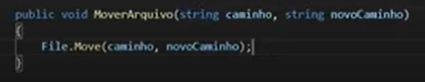 public void MoverArquivo(string caminho, string novoCaminho)
{
File.Move(caminho, novoCaminho);
}